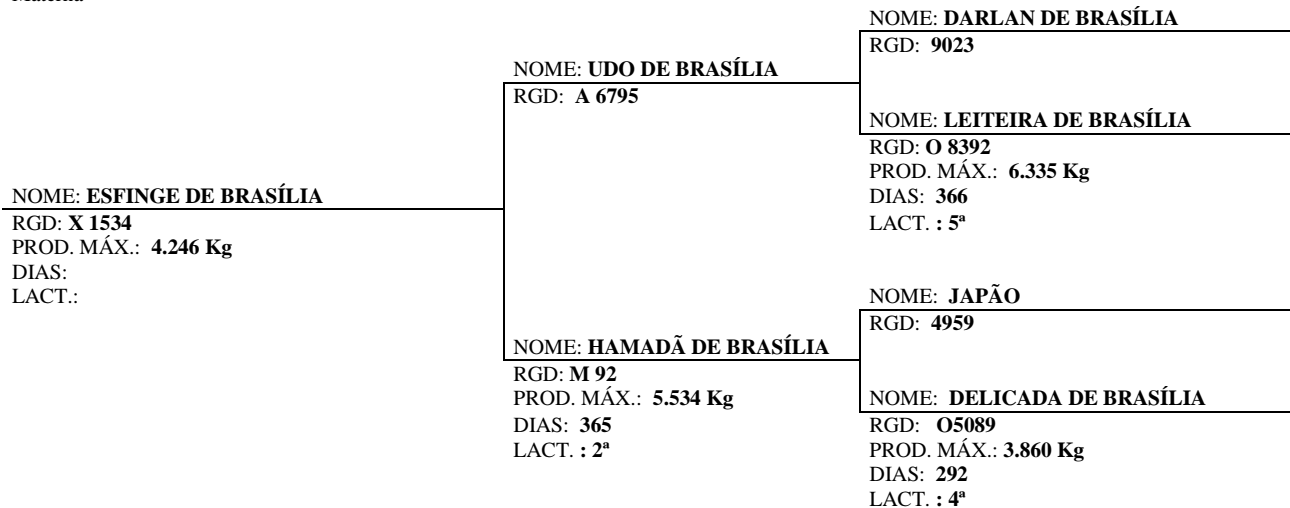 NOME: DARLAN DE BRASÍLIA
RGD: 9023
NOME: UDO DE BRASÍLIA
RGD: A 6795
NOME: LEITEIRA DE BRASÍLIA
RGD: O 8392
PROD. MÁX.: 6.335 Kg
DIAS: 366
LACT. : 5ª
NOME: ESFINGE DE BRASÍLIA
RGD: X 1534
PROD. MÁX.: 4.246 Kg
DIAS:
LACT.:
NOME: JAPÃO
RGD: 4959
NOME: HAMADÃ DE BRASÍLIA
RGD: M 92
PROD. MÁX.: 5.534 Kg
DIAS: 365
LACT. : 2ª
NOME: DELICADA DE BRASÍLIA
RGD: O5089
PROD. MÁX.: 3.860 Kg
DIAS: 292
LACT. : 4ª